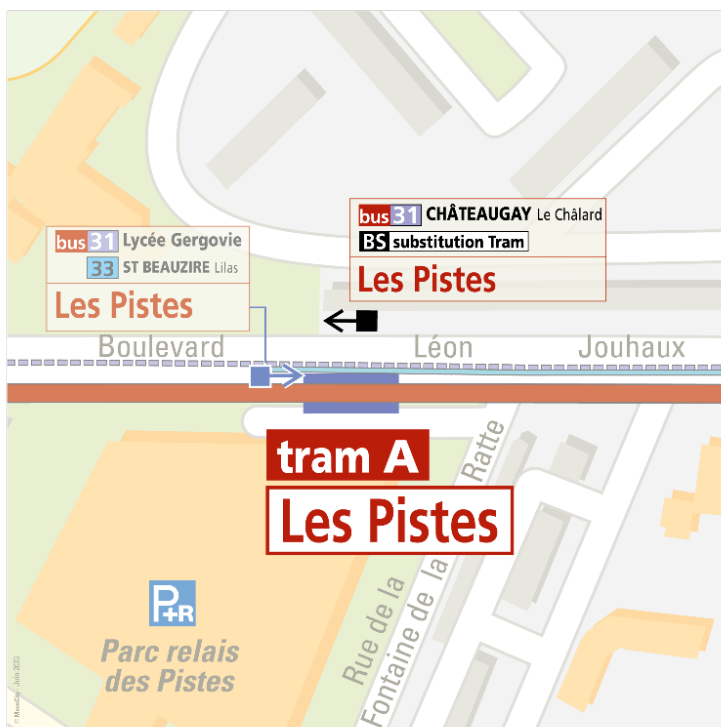 bus 31 CHÂTEAUGAY Le Châlard
BS substitution Tram
Les Pistes
bus 31 Lycée Gergovie
33 ST BEAUZIRE Lilas
Les Pistes
Boulevard Léon Jouhaux
tram A
Les Pistes
Rue de la
Fontaine de la Ratte
P+R
Parc relais
des Pistes